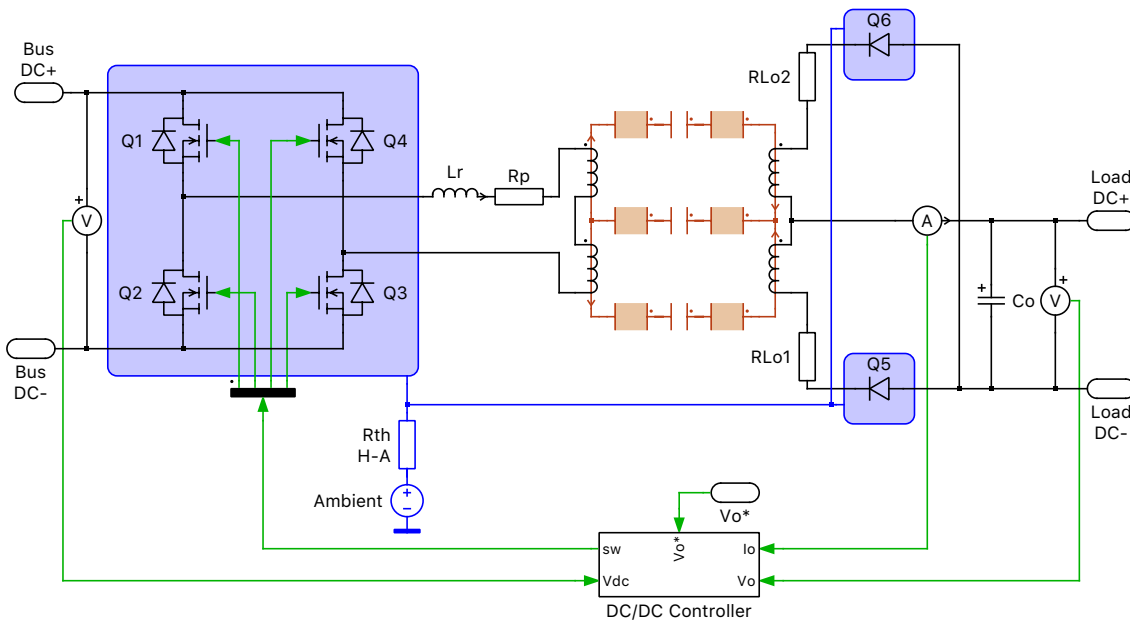 Bus
DC+
Q6
RLo2
Q1
Q4
Lr
Rp
+
V
A
Load
DC+
Q2
Q3
+
Co
+
V
RLo1
Q5
Bus
DC-
Load
DC-
Rth
H-A
Ambient
+
−
Vo*
sw
Vo*
Io
Vdc
Vo
DC/DC Controller